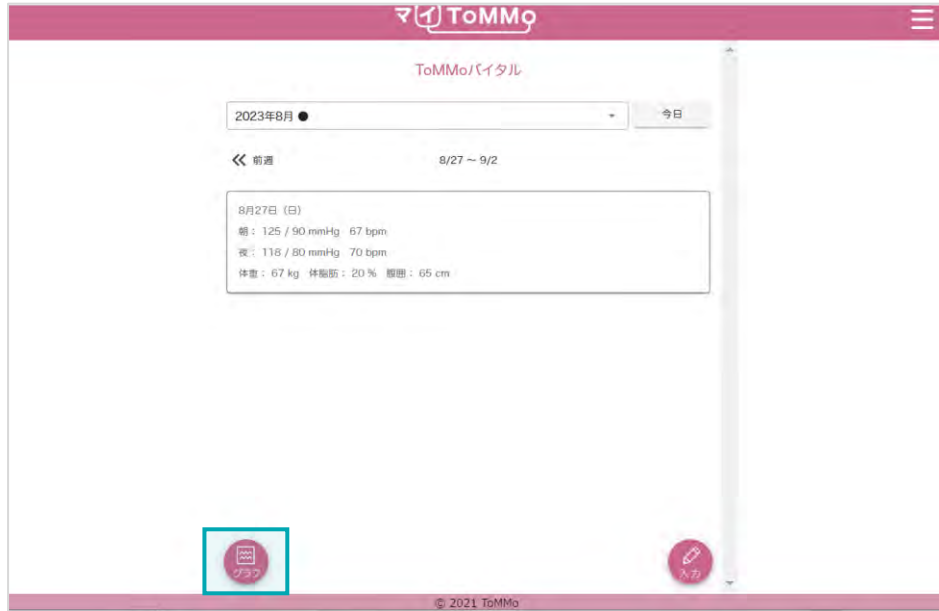 マイToMMo
ToMMoバイタル
2023年8月 ●
今日
前週
8/27 ~ 9/2
8月27日（日）
朝： 125 / 90 mmHg 67 bpm
夜： 118 / 80 mmHg 70 bpm
体重： 67 kg 体脂肪： 20 % 腹囲： 65 cm
グラフ
入力
© 2021 ToMMo